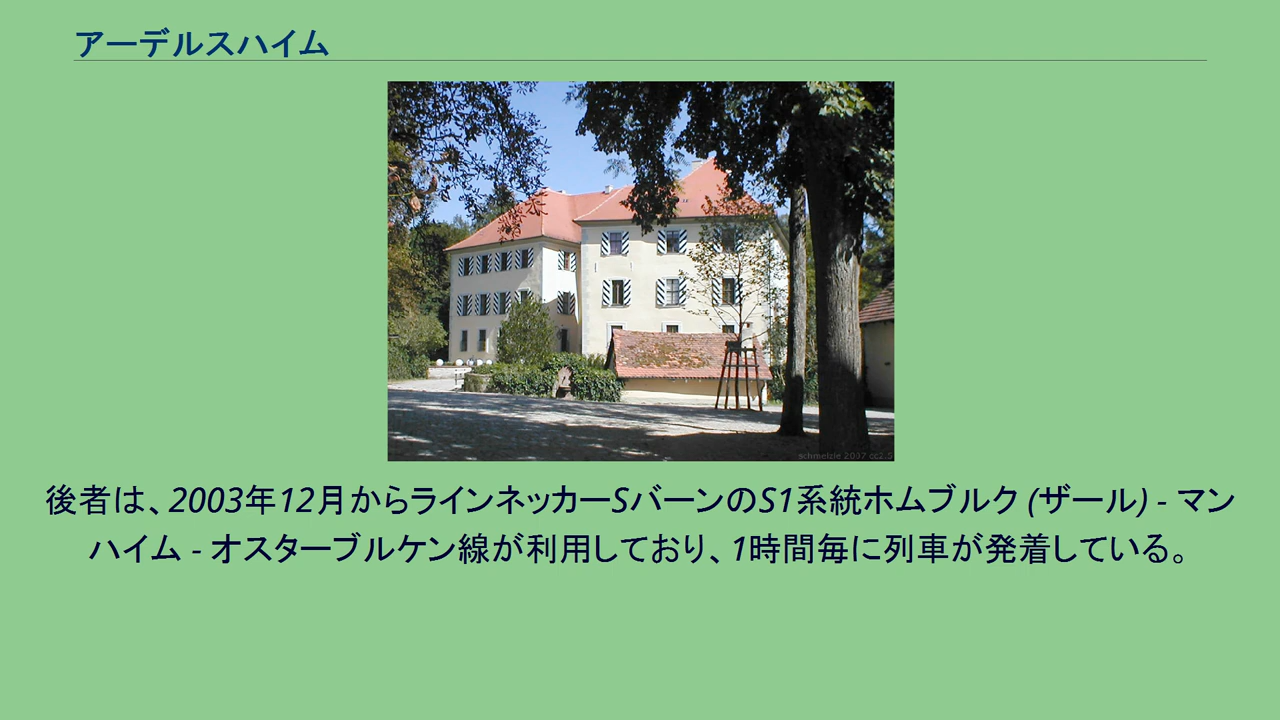 アーデルスハイム
schmelzle 2007 cc2.5
後者は、2003年12月からラインネッカーSバーンのS1系統ホムブルク (ザール) - マン
ハイム - オスターブルケン線が利用しており、1時間毎に列車が発着している。